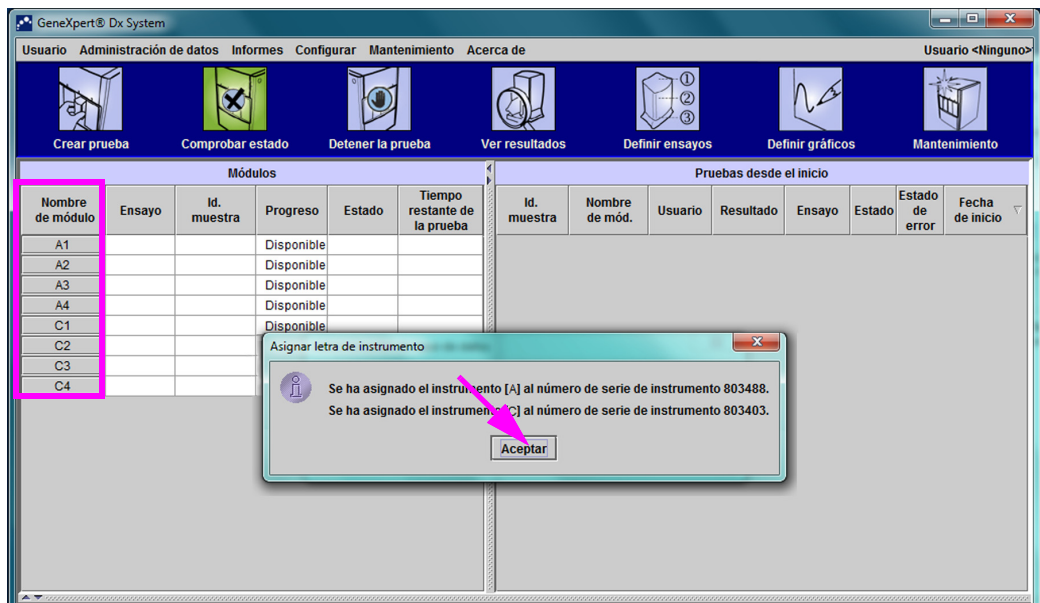 GeneXpert® Dx System
Usuario Administración de datos Informes Configurar Mantenimiento Acerca de Usuario <Ninguno>
Crear prueba Comprobar estado Detener la prueba Ver resultados Definir ensayos Definir gráficos Mantenimiento
Módulos
Nombre de módulo Ensayo Id. muestra Progreso Estado Tiempo restante de la prueba
A1 Disponible
A2 Disponible
A3 Disponible
A4 Disponible
C1 Disponible
C2
C3
C4
Pruebas desde el inicio
Id. muestra Nombre de mód. Usuario Resultado Ensayo Estado Estado de error Fecha de inicio
Asignar letra de instrumento
Se ha asignado el instrumento [A] al número de serie de instrumento 803488.
Se ha asignado el instrumento [C] al número de serie de instrumento 803403.
Aceptar